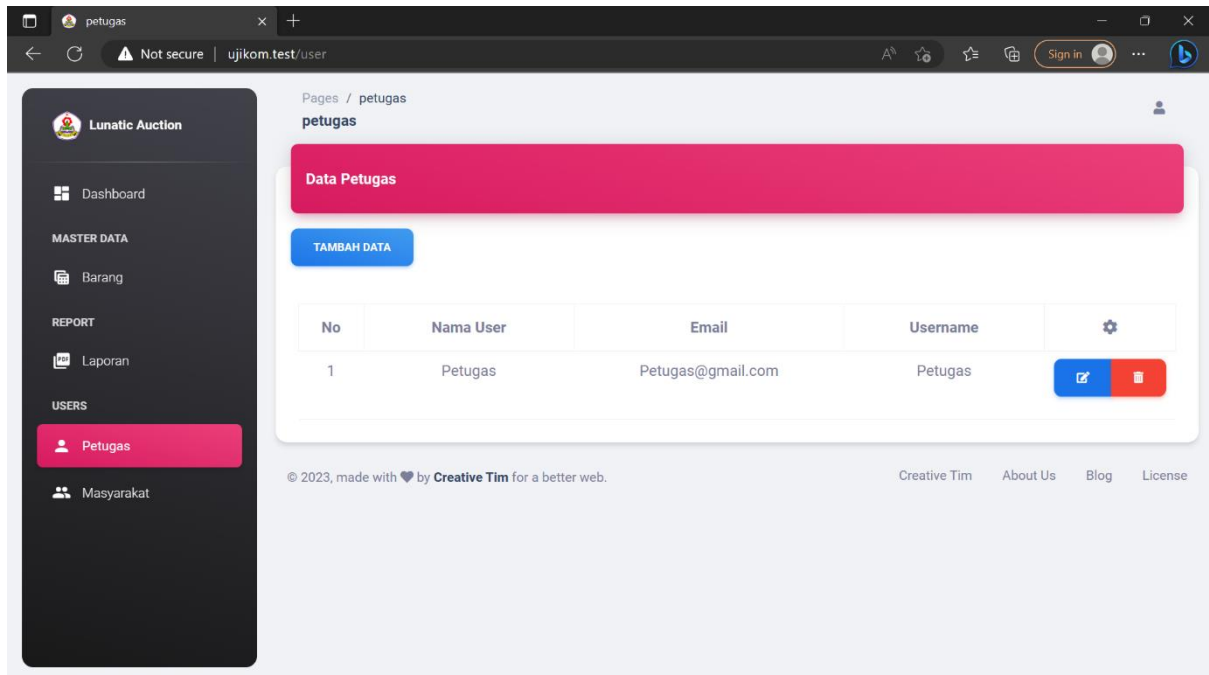 petugas
Not secure | ujikom.test/user
Sign in
Lunatic Auction
Dashboard
MASTER DATA
Barang
REPORT
PDF
Laporan
USERS
Petugas
Masyarakat
Pages / petugas
petugas
Data Petugas
TAMBAH DATA
No Nama User Email Username
1 Petugas Petugas@gmail.com Petugas
© 2023, made with by Creative Tim for a better web.
Creative Tim About Us Blog License